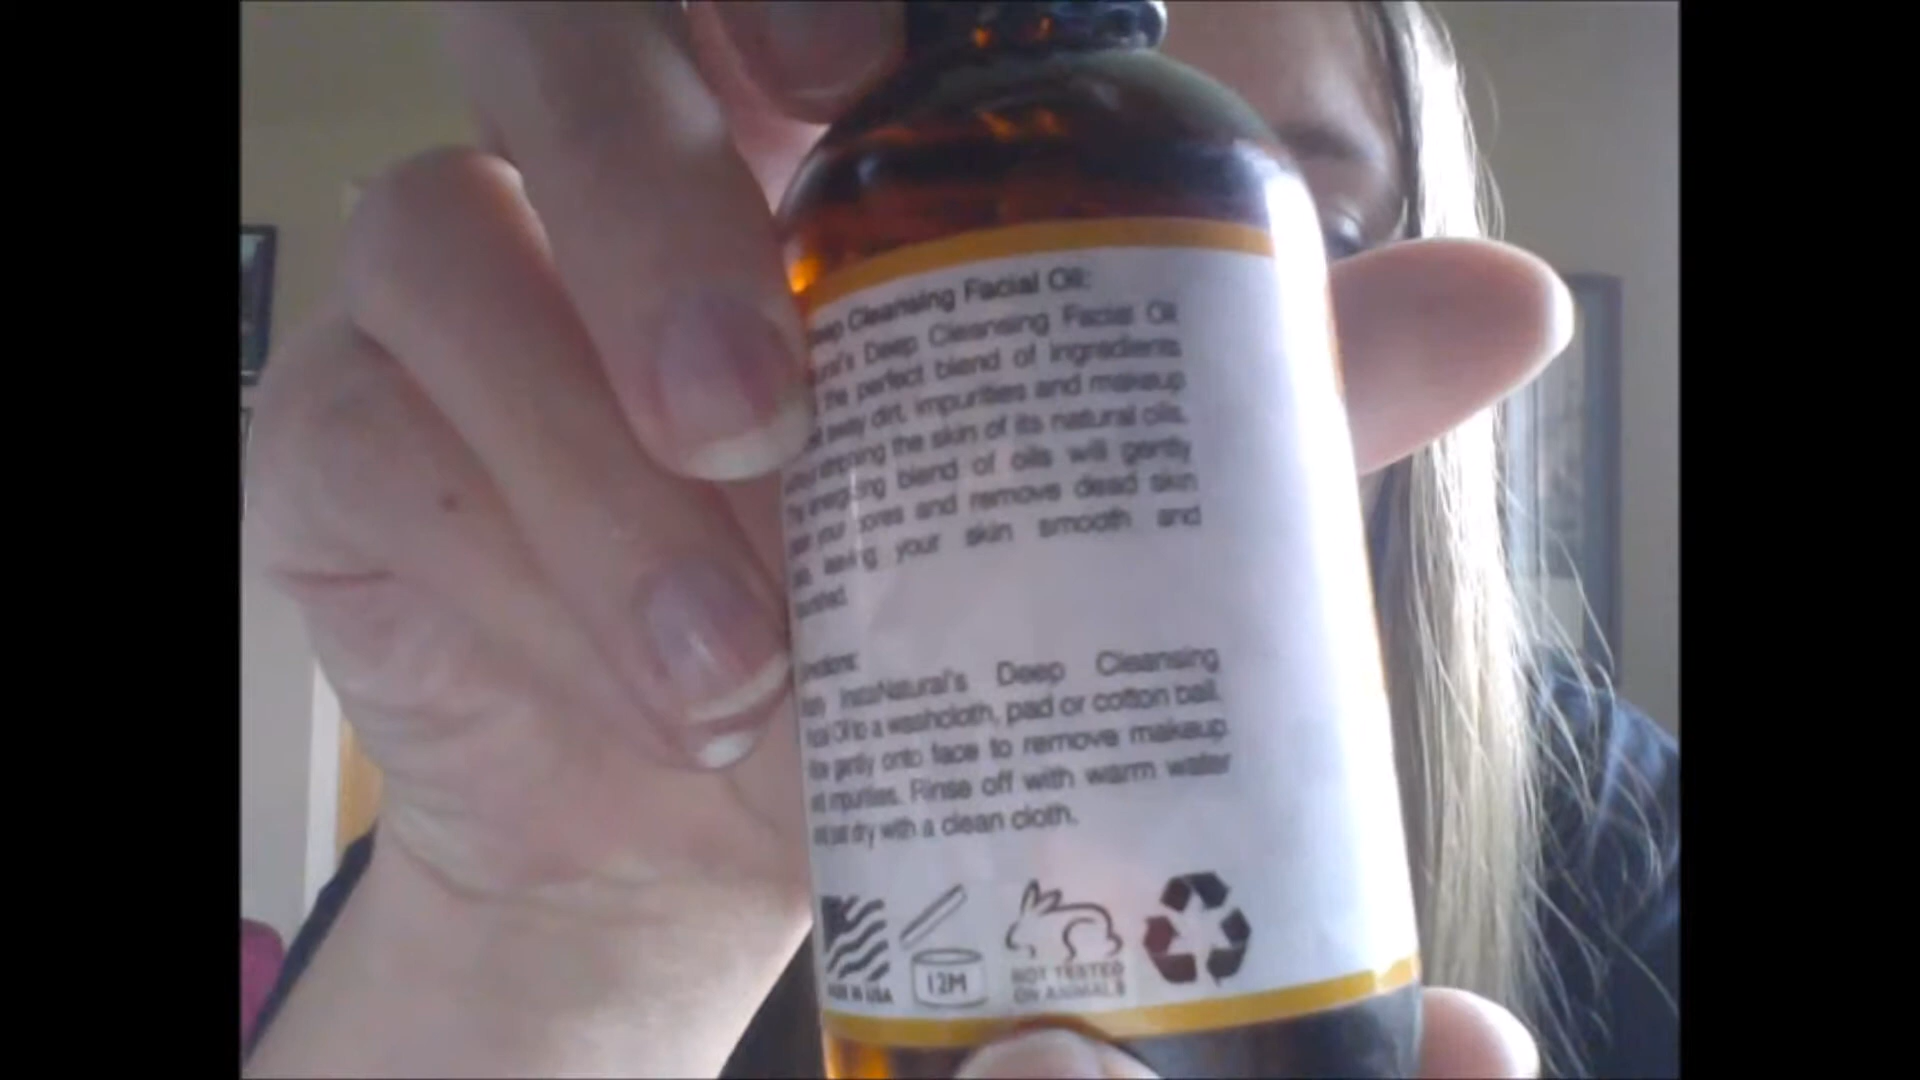 Deep Cleansing Facial Oil:
Deep Cleansing Facial Oil
the perfect blend of ingredients
away dirt, impurities and makeup
the skin of its natural oils.
blend of oils will gently
your pores and remove dead skin
leaving your skin smooth and
InstaNatural's Deep Cleansing
Facial Oil to a washcloth, pad or cotton ball.
gently onto face to remove makeup
impurities. Rinse off with warm water
pat dry with a clean cloth.
MADE IN USA
12M
NOT TESTED
ON ANIMALS